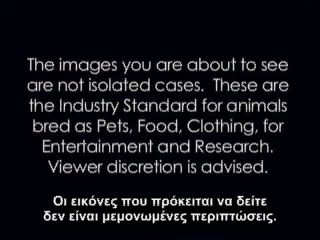 The images you are about to see
are not isolated cases.  These are
the Industry Standard for animals
bred as Pets, Food, Clothing, for
Entertainment and Research.
Viewer discretion is advised.
Οι εικόνες που πρόκειται να δείτε
δεν είναι μεμονωμένες περιπτώσεις.